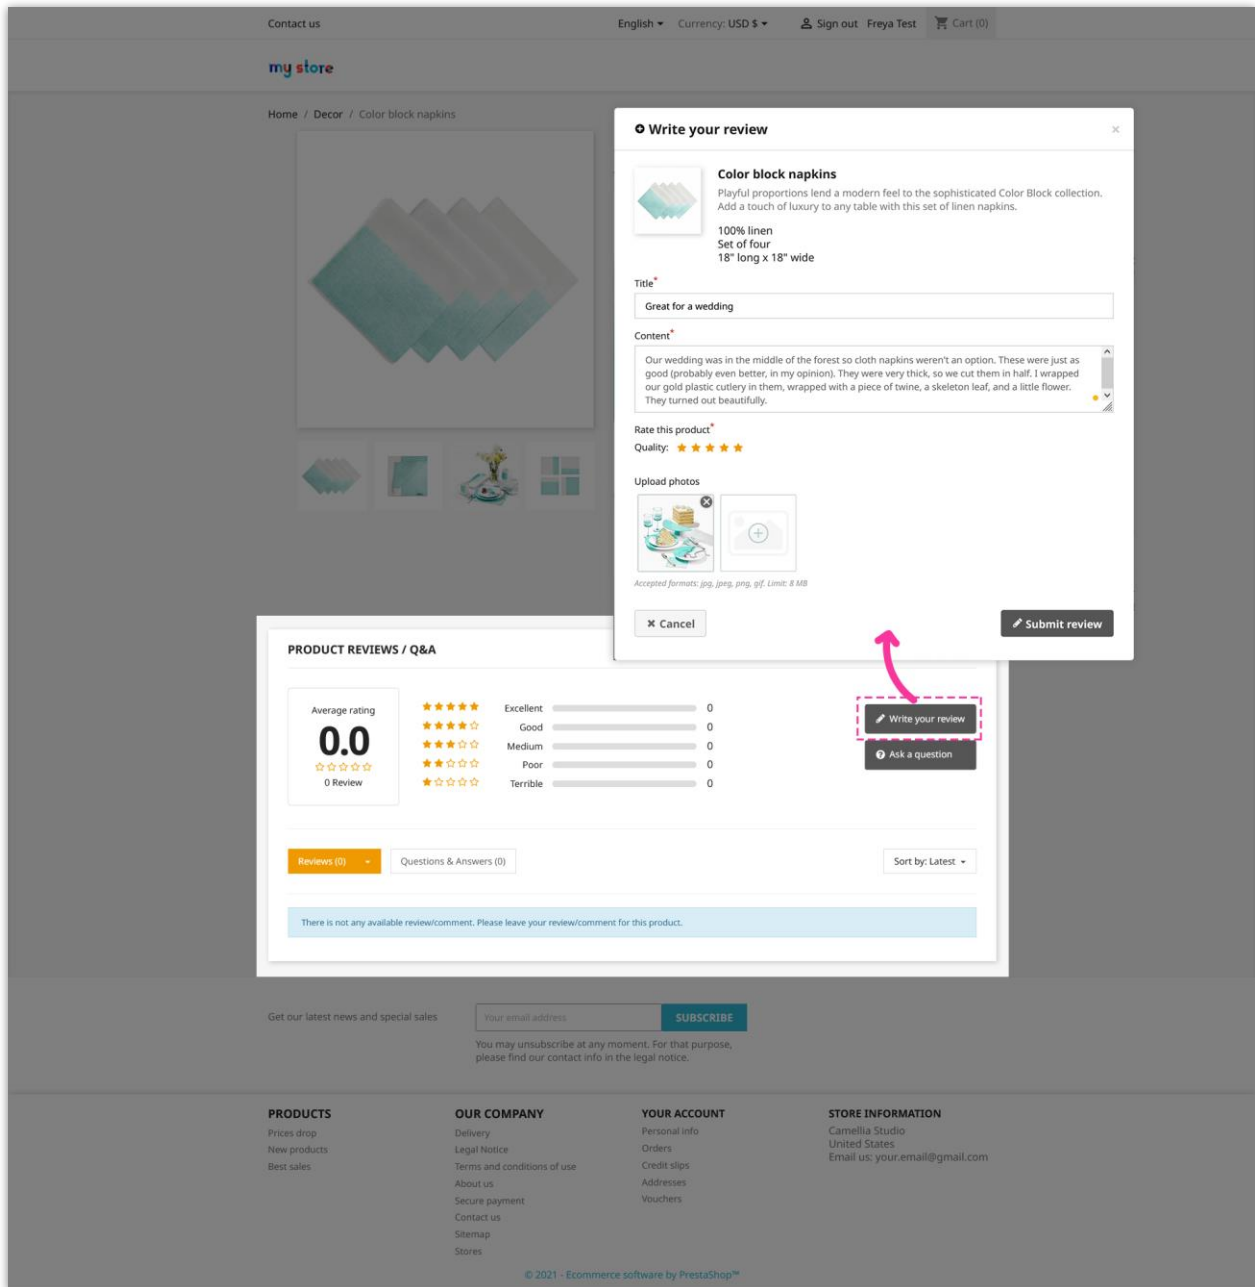 Contact us
English Currency: USD $ Sign out Freya Test Cart (0)
my store
Home / Decor / Color block napkins
Write your review
×
Color block napkins
Playful proportions lend a modern feel to the sophisticated Color Block collection.
Add a touch of luxury to any table with this set of linen napkins.
100% linen
Set of four
18" long x 18" wide
Title*
Great for a wedding
Content*
Our wedding was in the middle of the forest so cloth napkins weren't an option. These were just as
good (probably even better, in my opinion). They were very thick, so we cut them in half. I wrapped
our gold plastic cutlery in them, wrapped with a piece of twine, a skeleton leaf, and a little flower.
They turned out beautifully.
Rate this product*
Quality:
Upload photos
Accepted formats: jpg, jpeg, png, gif. Limit: 8 MB
Cancel
Submit review
PRODUCT REVIEWS / Q&A
Average rating
0.0
0 Review
Excellent 0
Good 0
Medium 0
Poor 0
Terrible 0
Write your review
Ask a question
Reviews (0)
Questions & Answers (0)
Sort by: Latest
There is not any available review/comment. Please leave your review/comment for this product.
Get our latest news and special sales
Your email address
SUBSCRIBE
You may unsubscribe at any moment. For that purpose,
please find our contact info in the legal notice.
PRODUCTS
Prices drop
New products
Best sales
OUR COMPANY
Delivery
Legal Notice
Terms and conditions of use
About us
Secure payment
Contact us
Sitemap
Stores
YOUR ACCOUNT
Personal info
Orders
Credit slips
Addresses
Vouchers
STORE INFORMATION
Camellia Studio
United States
Email us: your.email@gmail.com
© 2021 - Ecommerce software by PrestaShop™